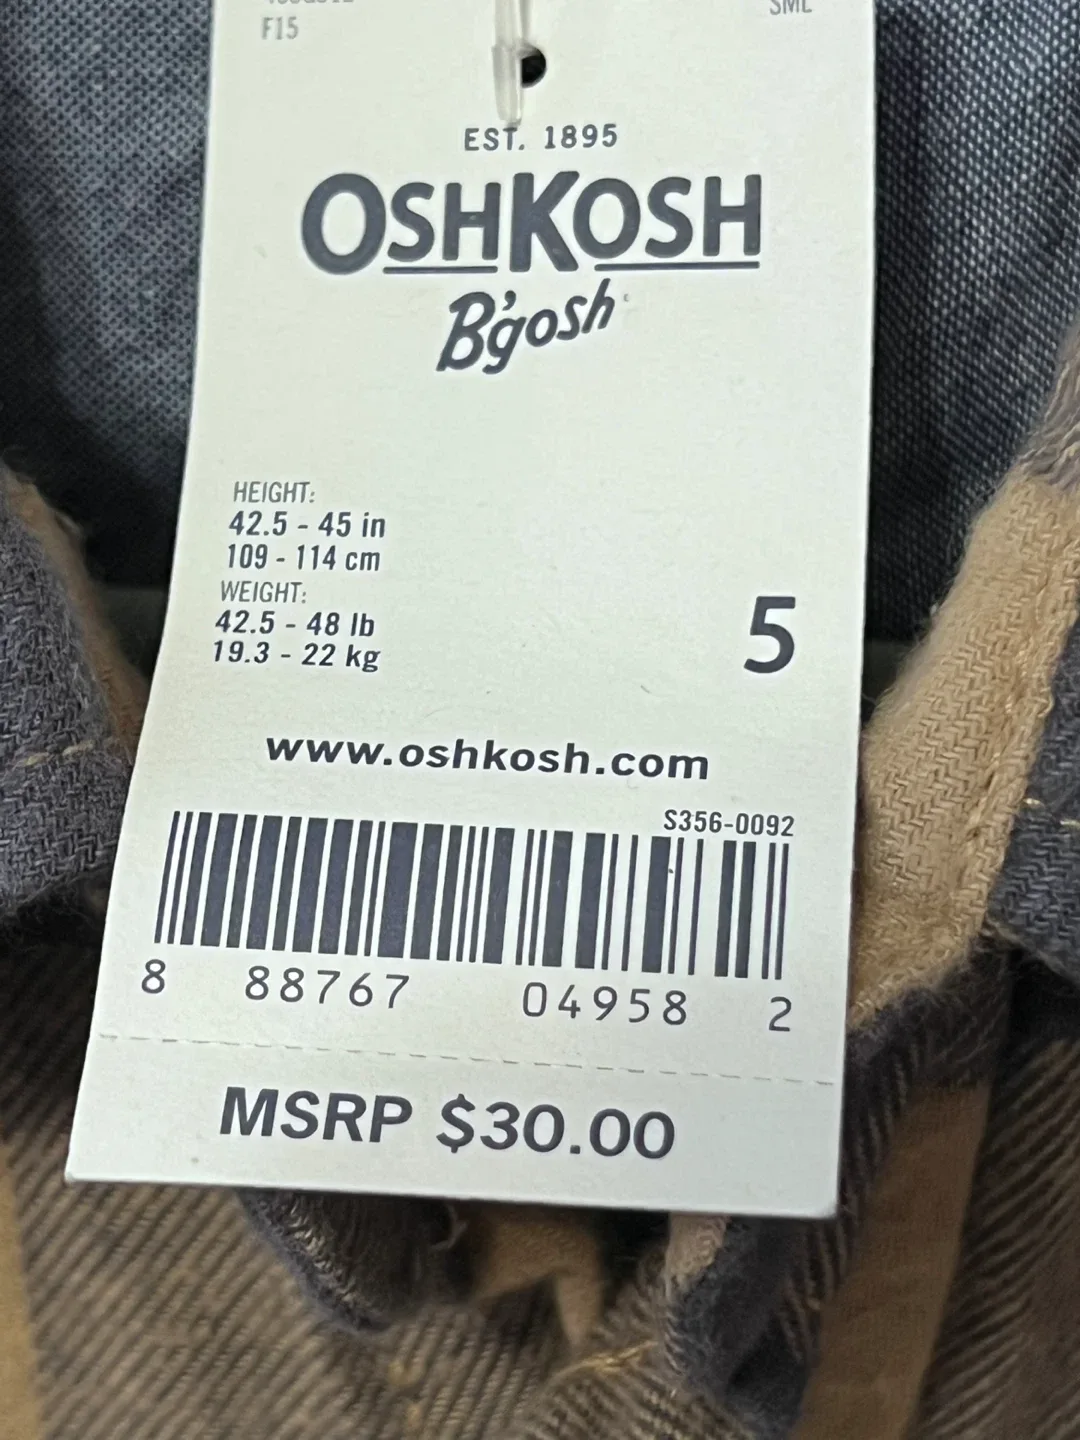 F15
SML
EST. 1895
OSHKOSH
B'gosh
HEIGHT:
42.5 - 45 in
109 - 114 cm
WEIGHT:
42.5 - 48 lb
19.3 - 22 kg
5
www.oshkosh.com
S356-0092
8 88767 04958 2
MSRP $30.00